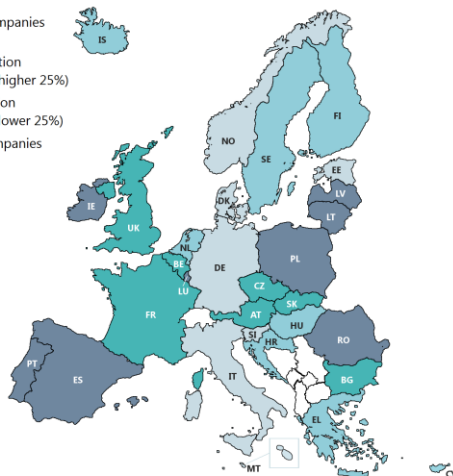 mpanies
IS
tion
higher 25%)
on
lower 25%)
mpanies
FI
NO
SE
EE
LV
DK
LT
IE
UK
NL
BE
DE
PL
LU
CZ
SK
FR
AT
HU
SI
HR
RO
BG
PT
ES
IT
EL
MT